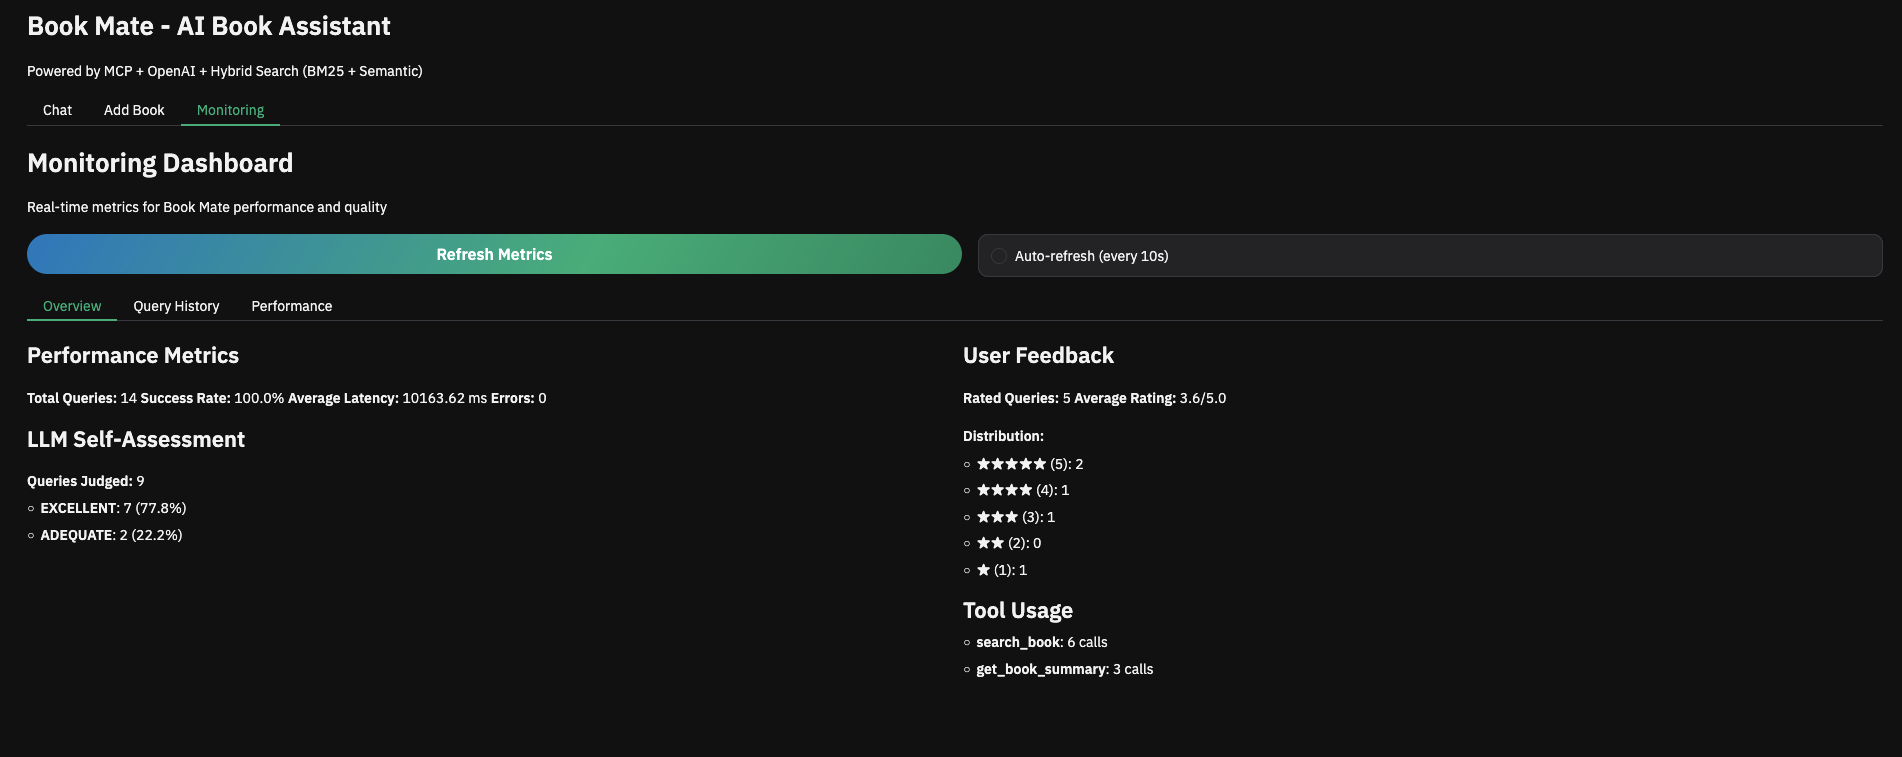 Book Mate - AI Book Assistant
Powered by MCP + OpenAI + Hybrid Search (BM25 + Semantic)
Chat Add Book Monitoring
Monitoring Dashboard
Real-time metrics for Book Mate performance and quality
Refresh Metrics
Auto-refresh (every 10s)
Overview Query History Performance
Performance Metrics
Total Queries: 14 Success Rate: 100.0% Average Latency: 10163.62 ms Errors: 0
LLM Self-Assessment
Queries Judged: 9
EXCELLENT: 7 (77.8%)
ADEQUATE: 2 (22.2%)
User Feedback
Rated Queries: 5 Average Rating: 3.6/5.0
Distribution:
★★★★★ (5): 2
★★★★ (4): 1
★★★ (3): 1
★★ (2): 0
★ (1): 1
Tool Usage
search_book: 6 calls
get_book_summary: 3 calls